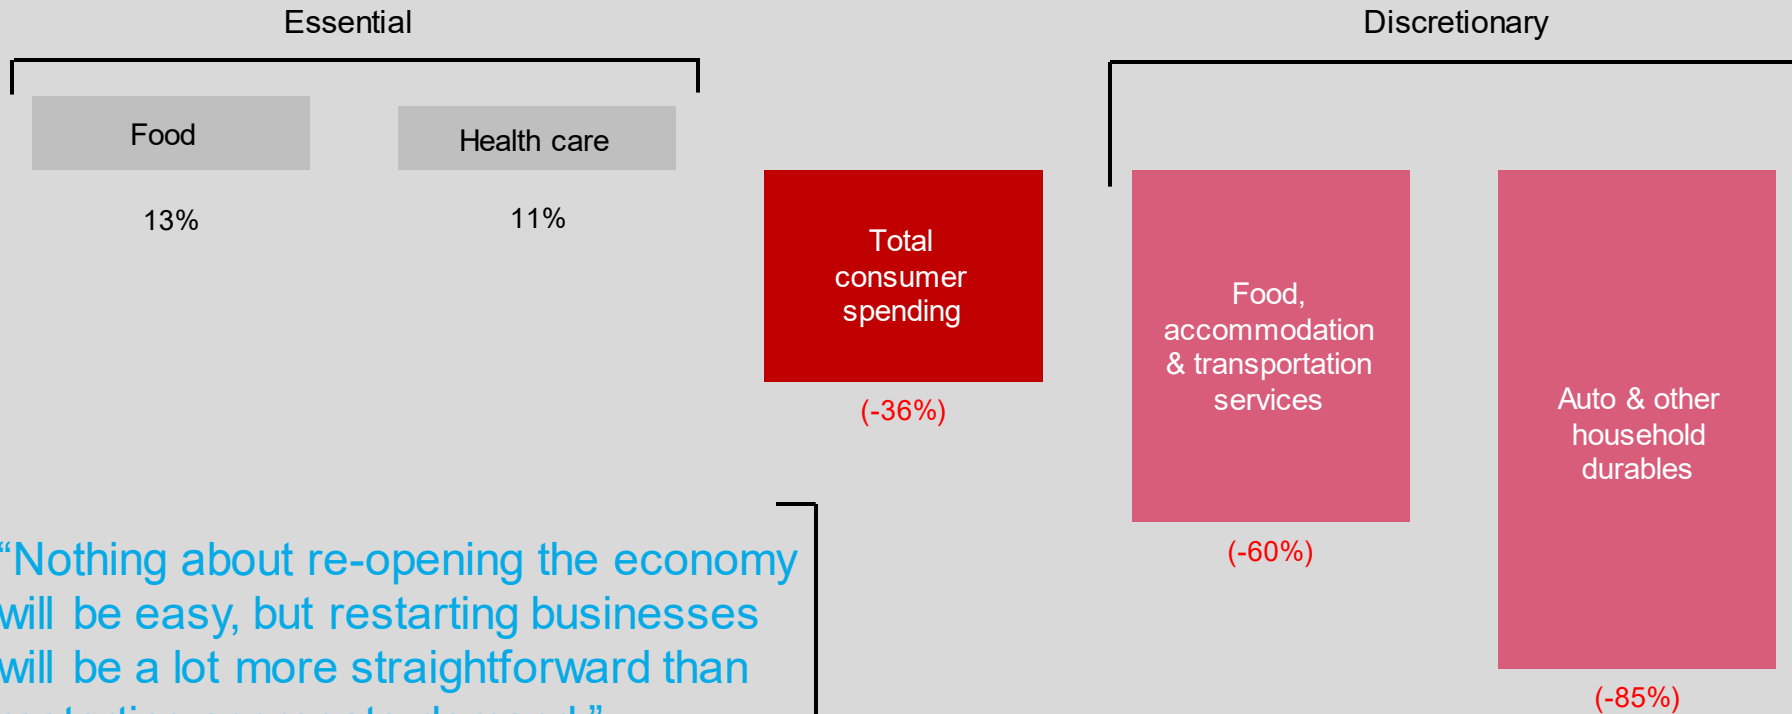 Essential
Discretionary
Food
Health care
13%
11%
Total
consumer
spending
(-36%)
Food,
accommodation
& transportation
services
(-60%)
Auto & other
household
durables
(-85%)
“Nothing about re-opening the economy
will be easy, but restarting businesses
will be a lot more straightforward than